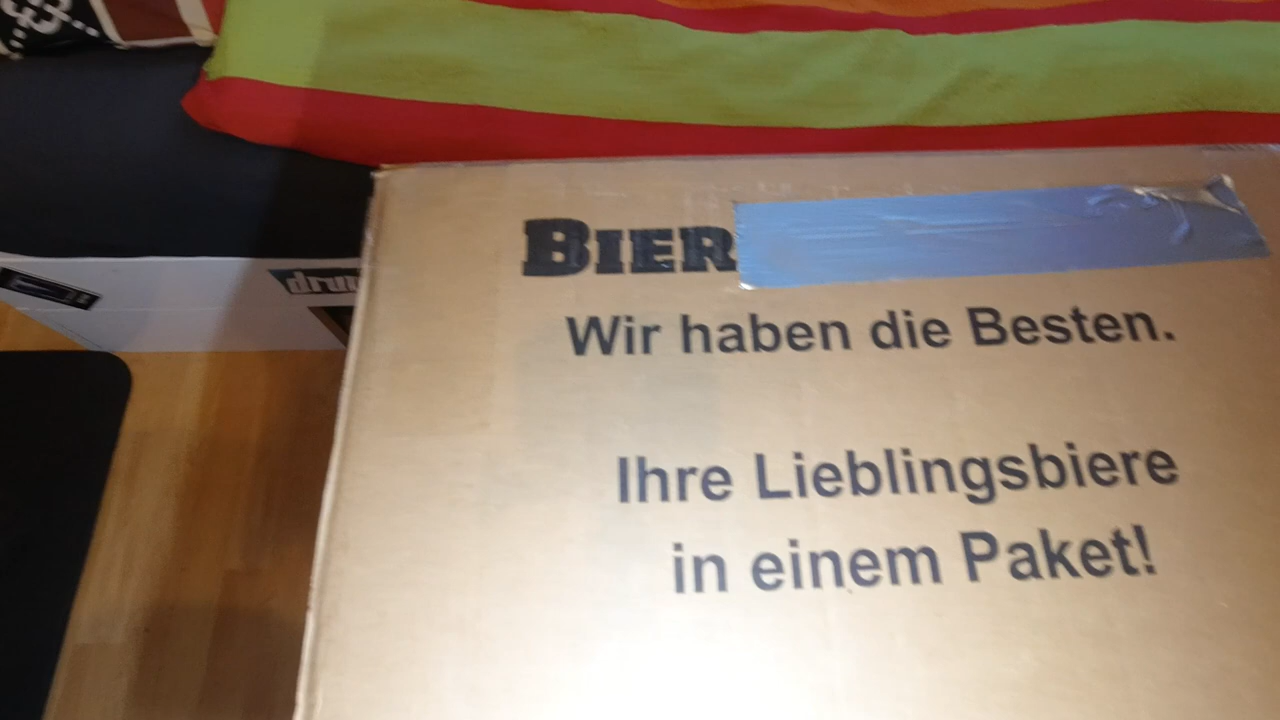 BIER
Wir haben die Besten.
Ihre Lieblingsbiere
in einem Paket!